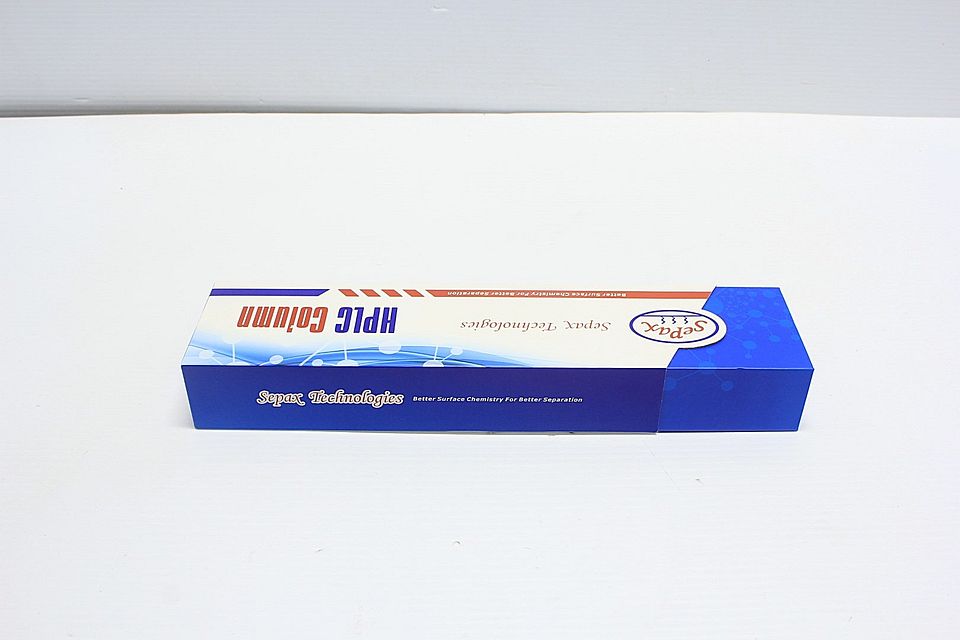 Better Surface Chemistry For Better Separation
Sepax
Sepax Technologies
HPLC Column
Sepax Technologies
Better Surface Chemistry For Better Separation